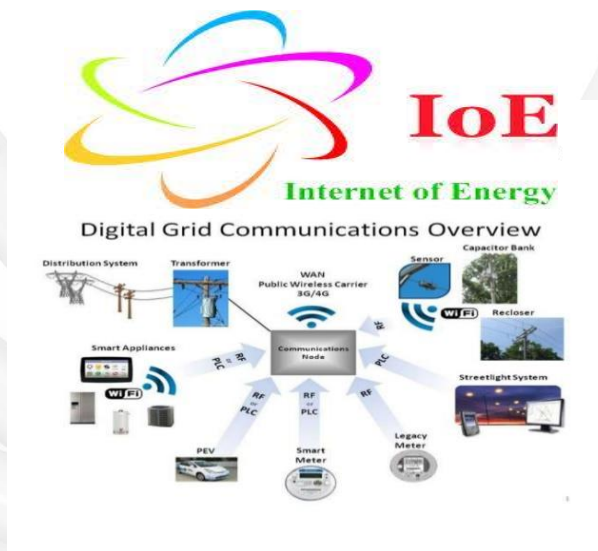 IoE
Internet of Energy
Digital Grid Communications Overview
Capacitor Bank
Distribution System
Transformer
Sensor
WAN
Public Wireless Carrier
3G/4G
RF
WiFi
Recloser
Smart Appliances
Communications
Node
RF
or
PLC
PLC
WiFi
Streetlight System
RF
or
PLC
RF
or
PLC
RF
PEV
Smart
Meter
Legacy
Meter